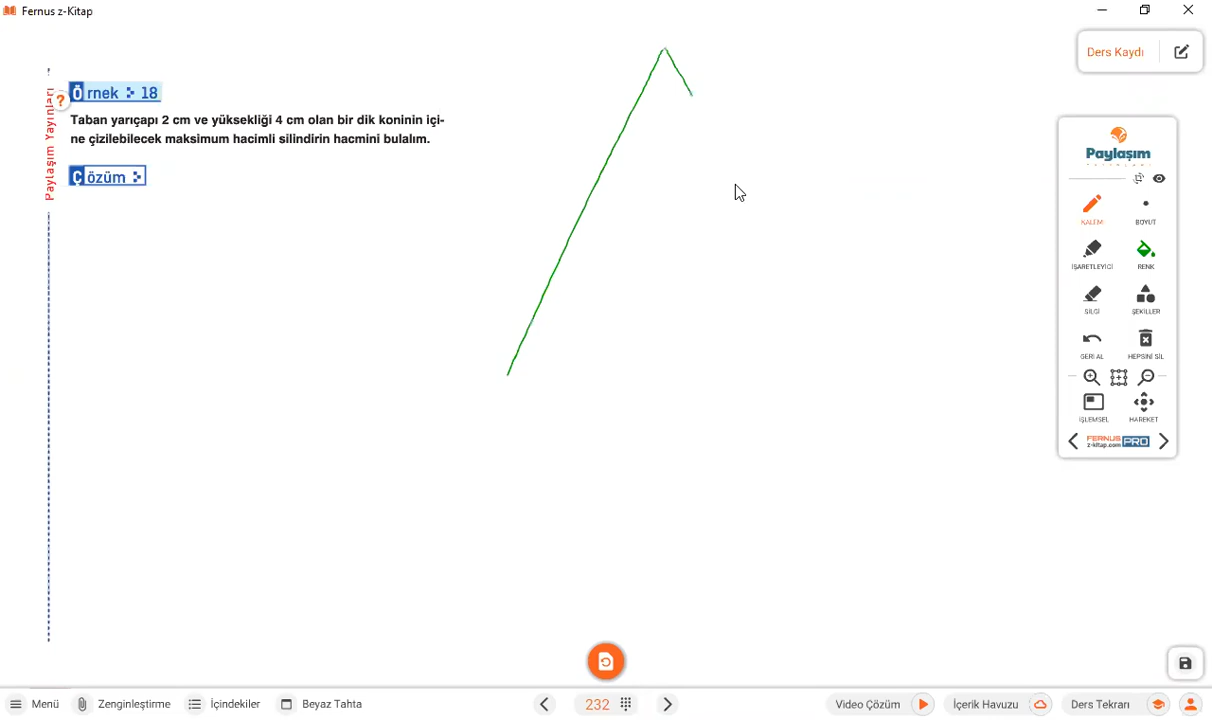 Fernus z-Kitap
Ders Kaydı
Paylaşım Yayınları
?
Örnek 18
Taban yarıçapı 2 cm ve yüksekliği 4 cm olan bir dik koninin içi-
ne çizilebilecek maksimum hacimli silindirin hacmini bulalım.
Çözüm
Paylaşım
KALEM
BOYUT
İŞARETLEYİCİ
RENK
SİLGİ
ŞEKİLLER
GERİ AL
HEPSİNİ SİL
İŞLEMSEL
HAREKET
FERNUS
z-kitap.com PRO
Menü
Zenginleştirme
İçindekiler
Beyaz Tahta
232
Video Çözüm
İçerik Havuzu
Ders Tekrarı